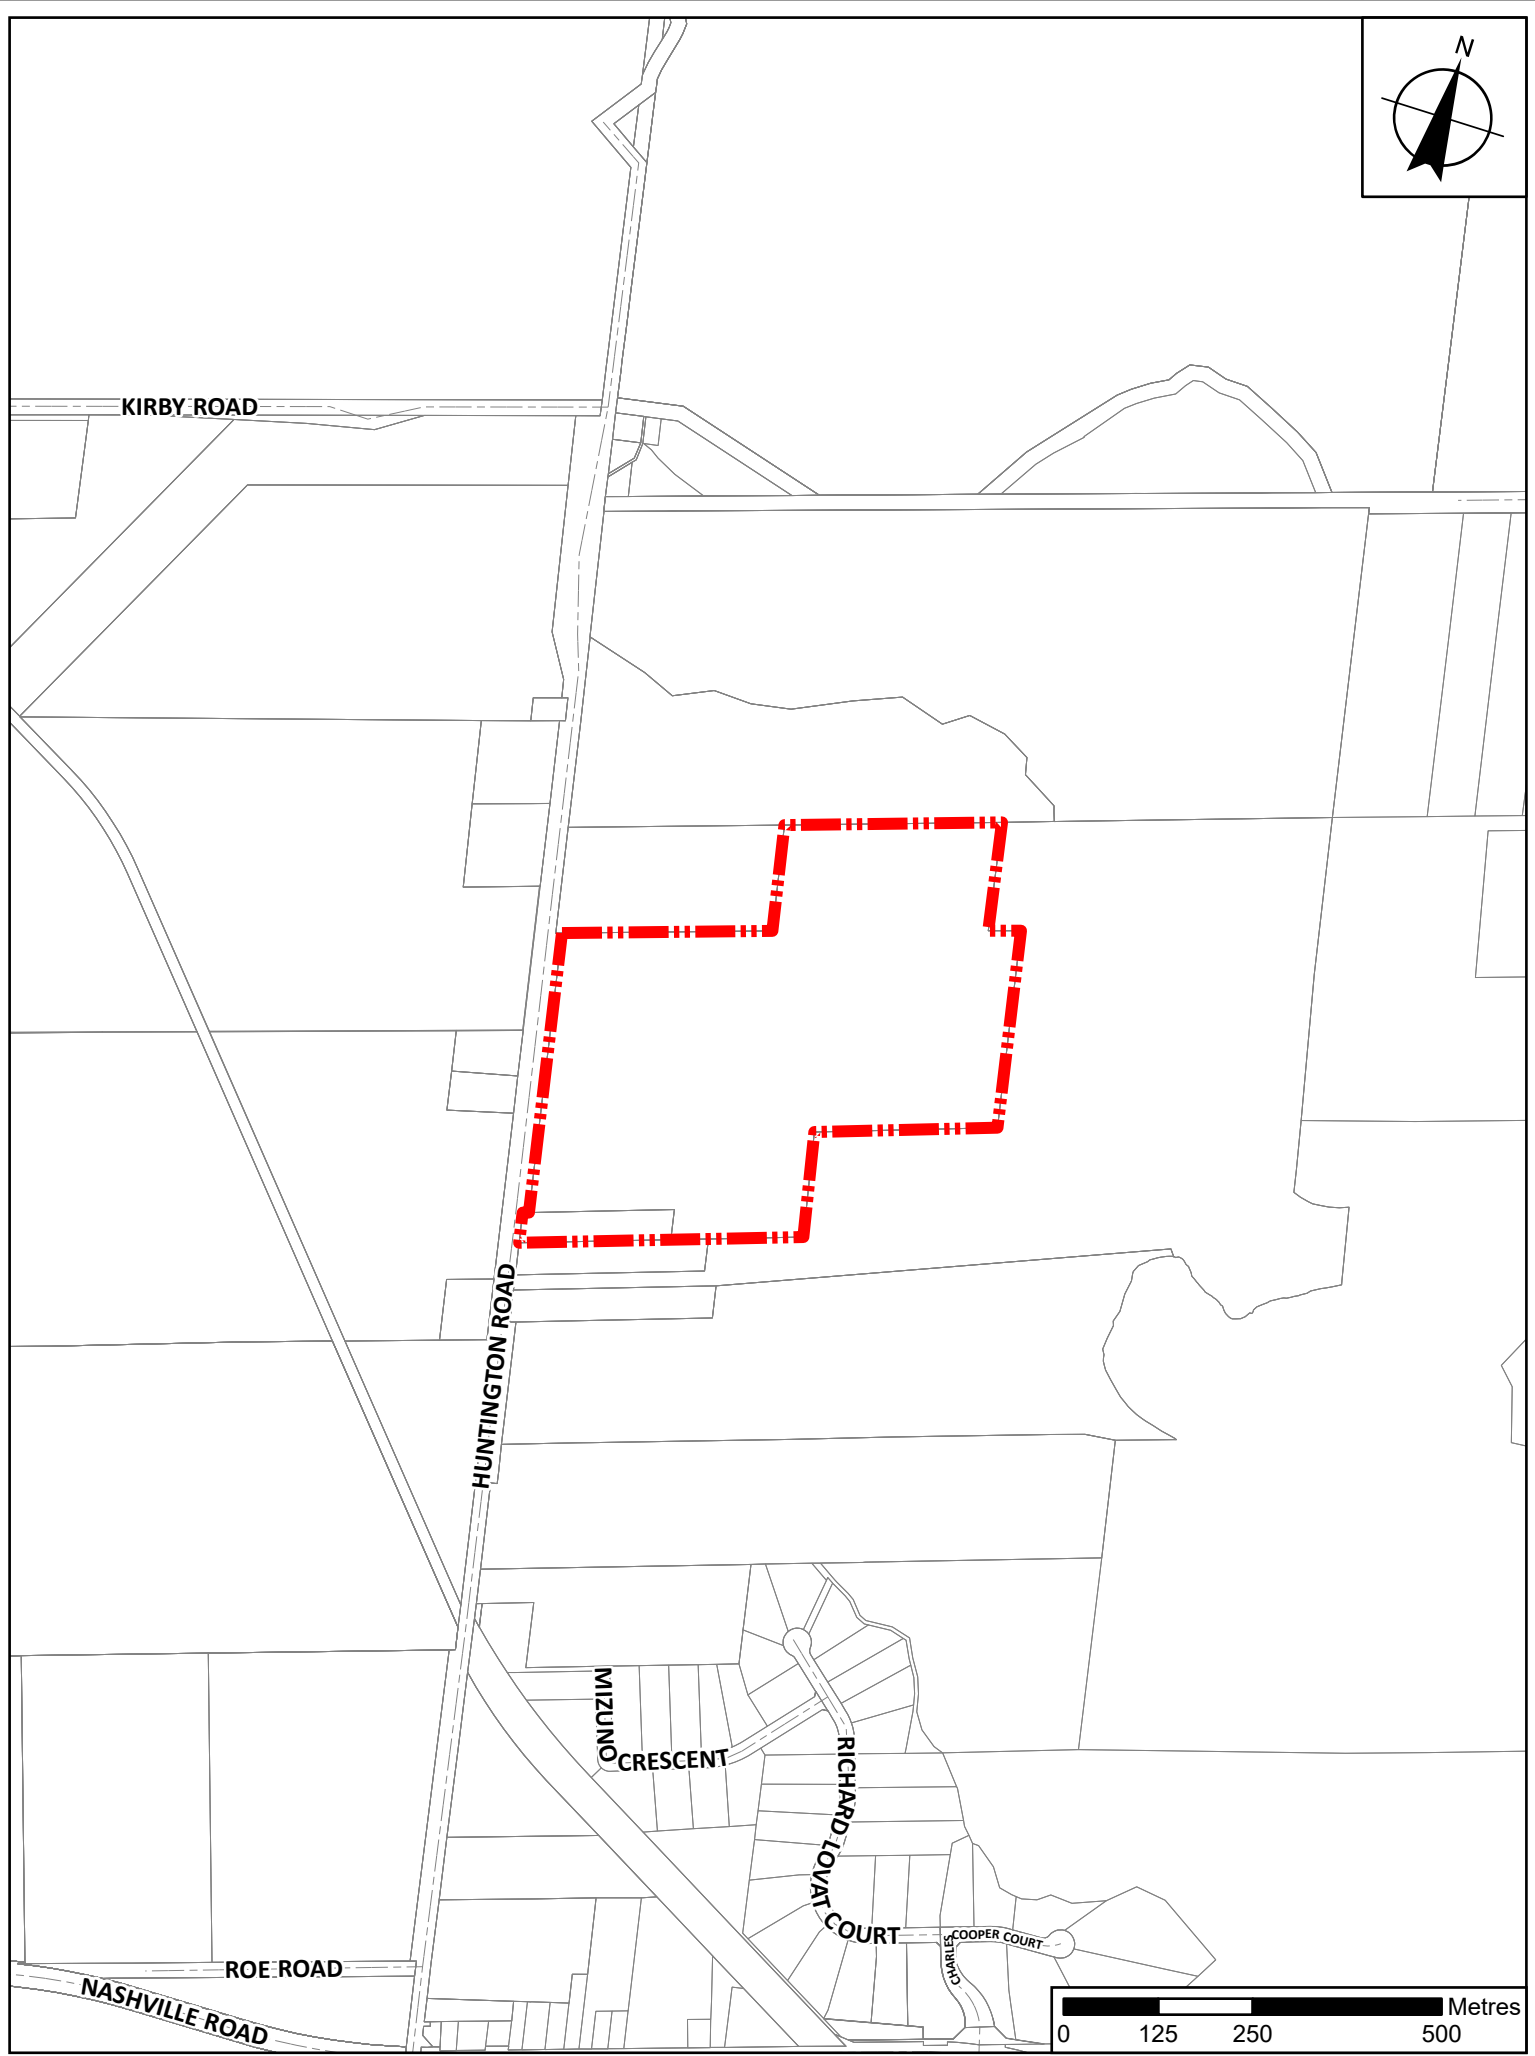 N
KIRBY ROAD
HUNTINGTON ROAD
MIZUNO
CRESCENT
RICHARD LOVAT COURT
CHARLES
COOPER COURT
ROE ROAD
NASHVILLE ROAD
Metres
0 125 250 500